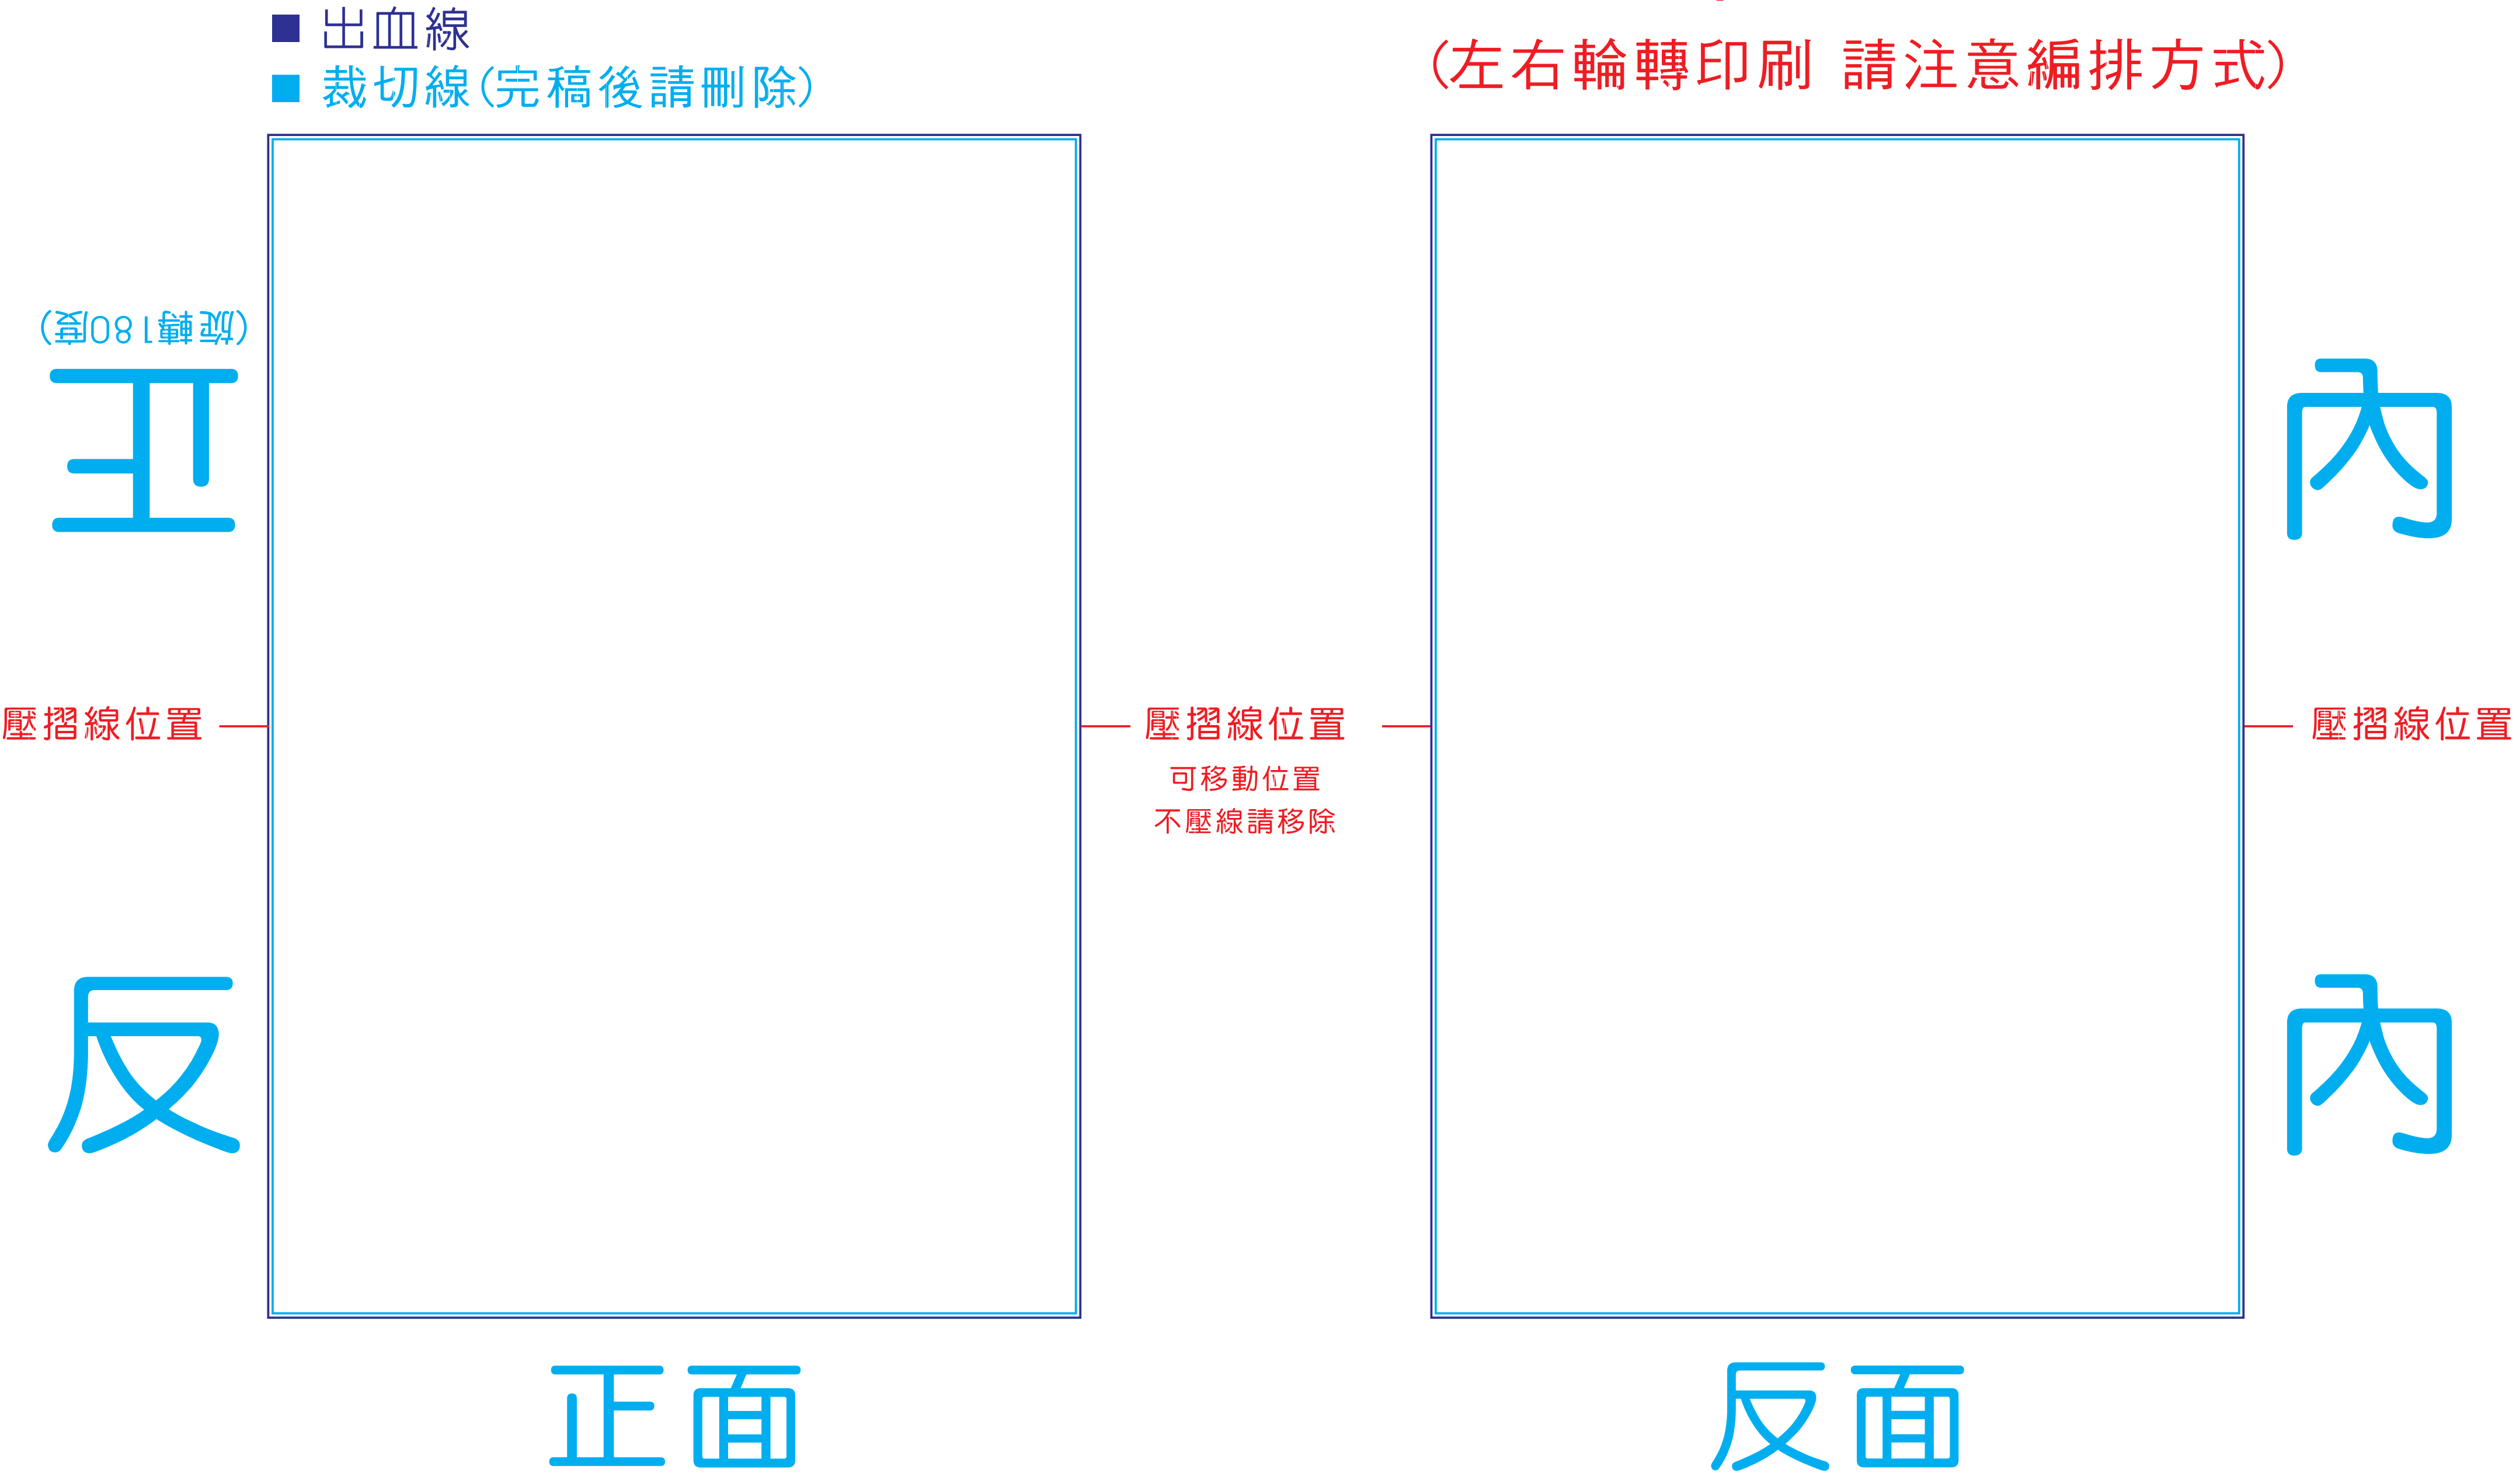 出血線
裁切線(完稿後請刪除)
(左右輪轉印刷 請注意編排方式)
(旋轉180度)
正
內
壓摺線位置
壓摺線位置
壓摺線位置
可移動位置
不壓線請移除
反
內
正面
反面